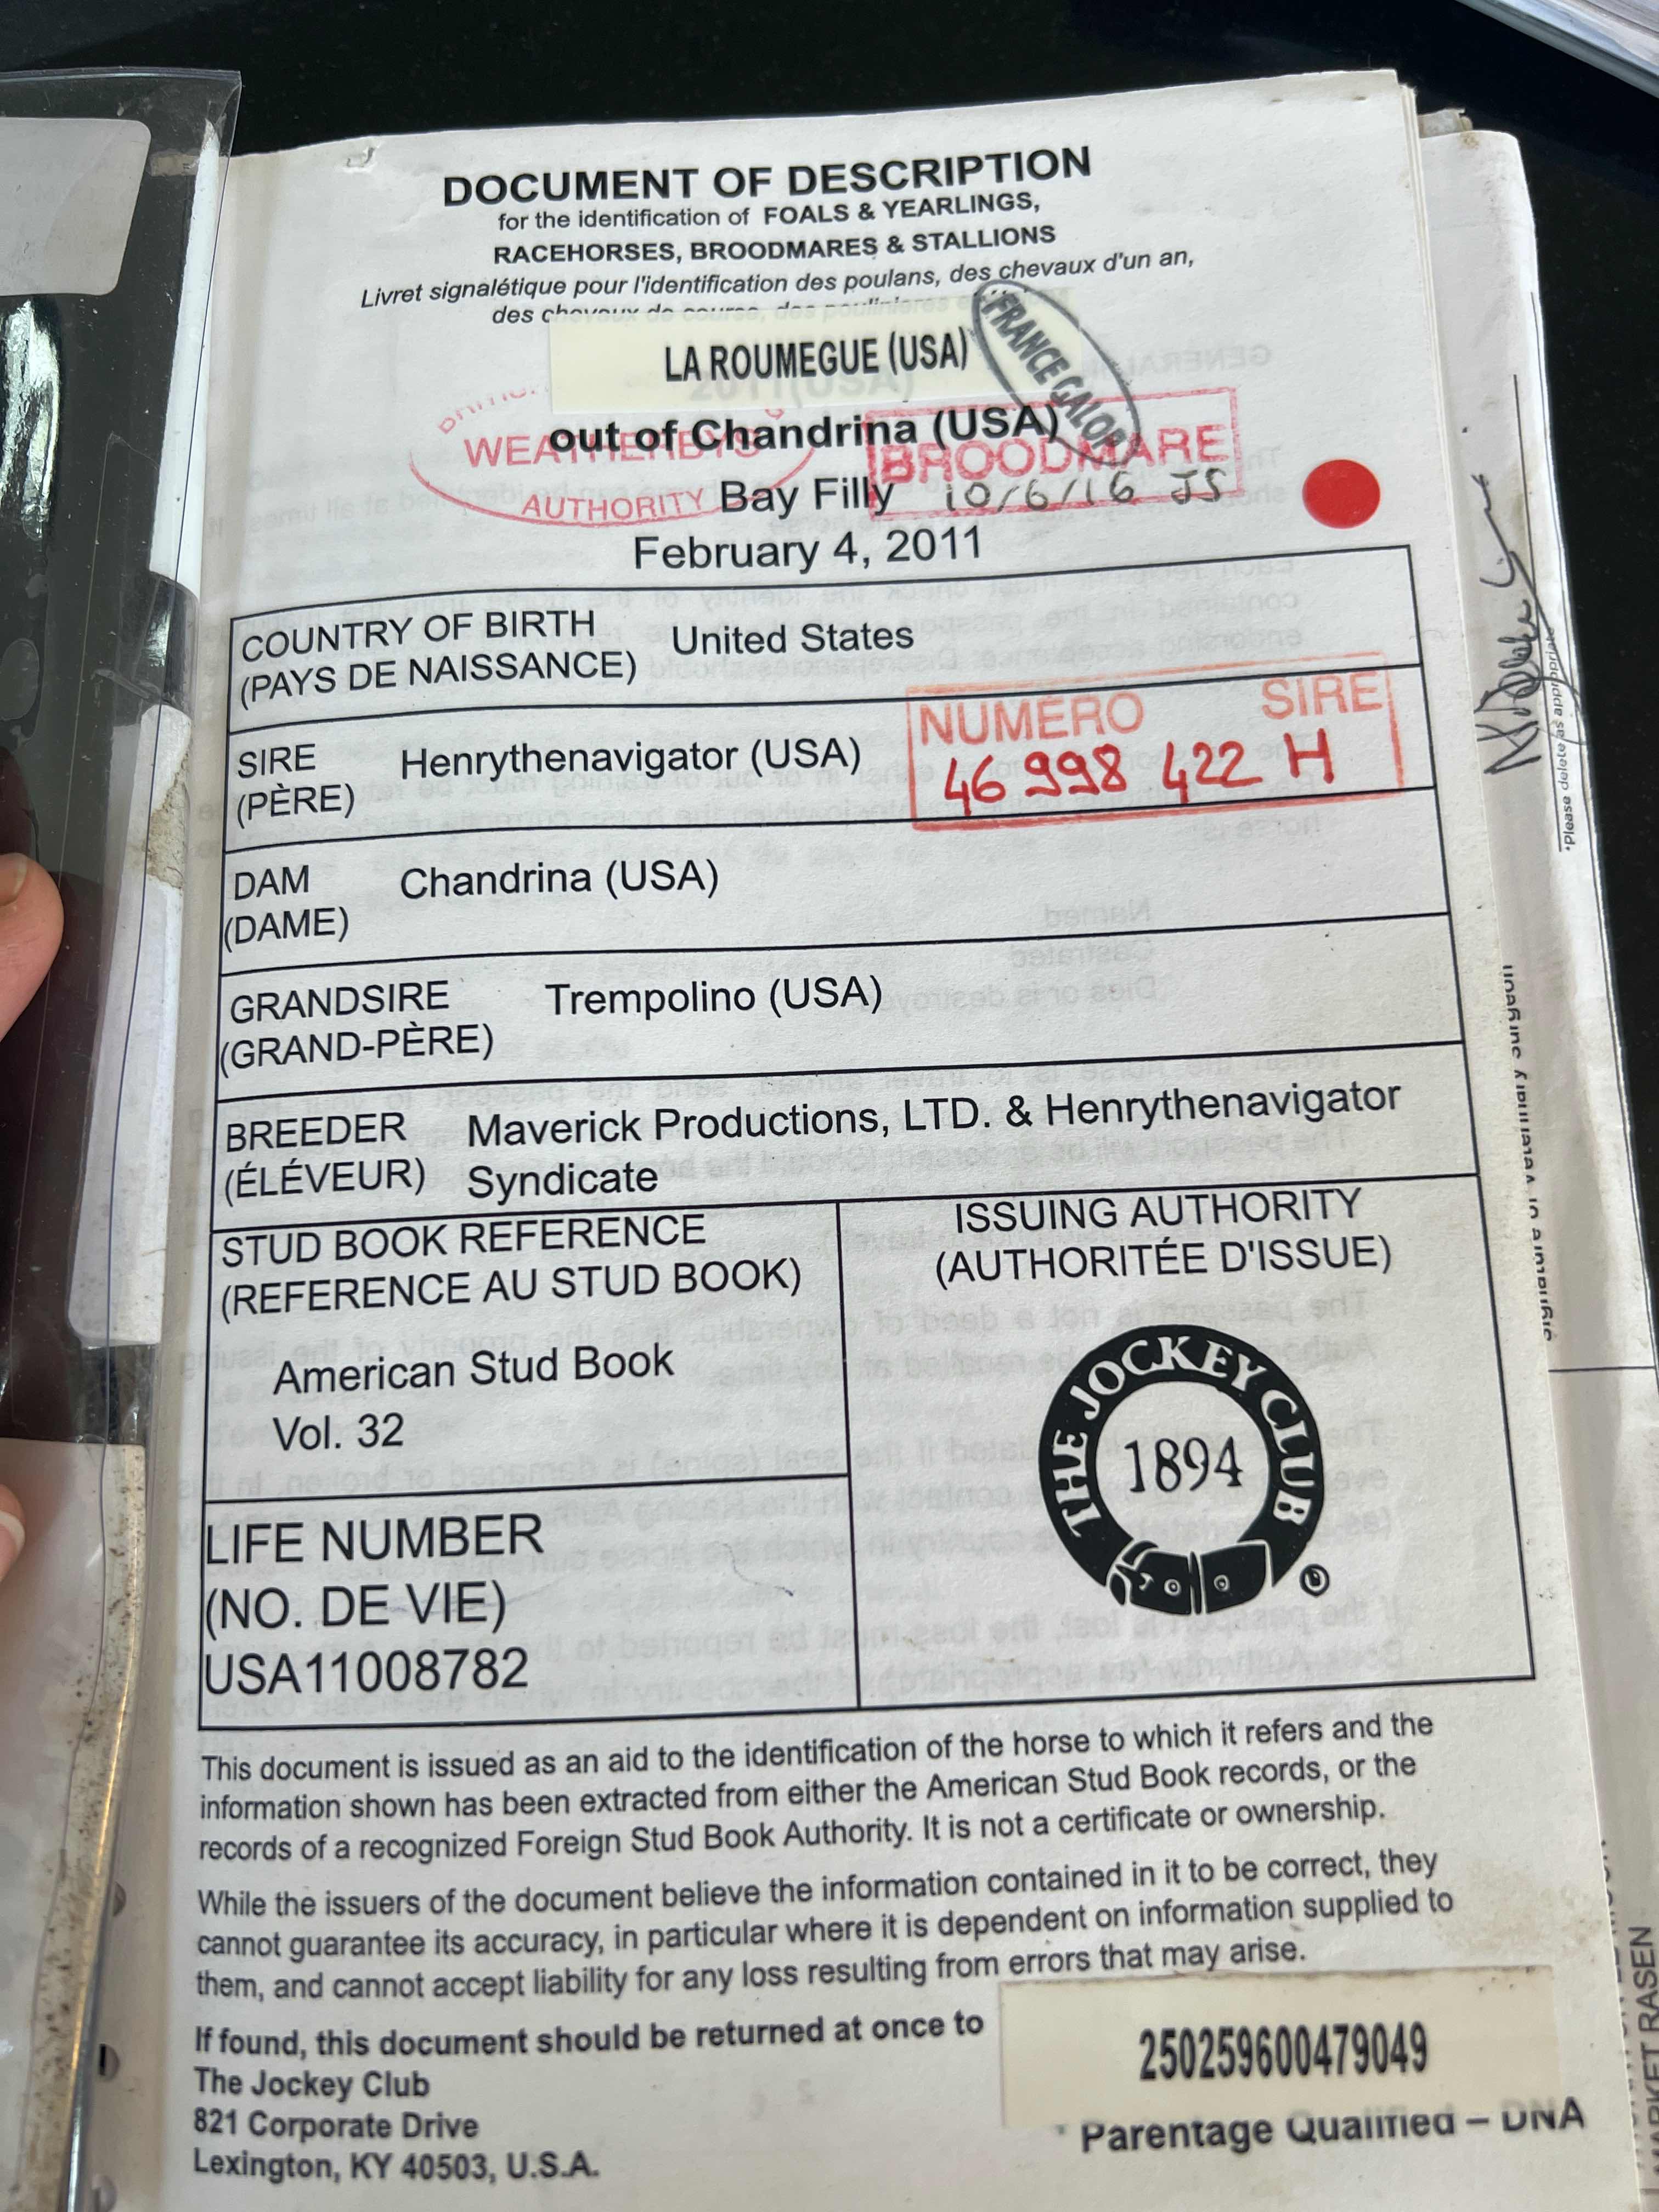 DOCUMENT OF DESCRIPTION
for the identification of FOALS & YEARLINGS,
RACEHORSES, BROODMARES & STALLIONS
Livret signalétique pour l'identification des poulans, des chevaux d'un an,
des chevaux de course, des poulinieres
LA ROUMEGUE (USA)
FRANCE GALOP
out of Chandrina (USA)
WEATHERBYS
AUTHORITY
BROODMARE
Bay Filly 10/6/16 JS
February 4, 2011
COUNTRY OF BIRTH United States
(PAYS DE NAISSANCE)
NUMÉRO SIRE
46 998 422 H
SIRE Henrythenavigator (USA)
(PÈRE)
DAM Chandrina (USA)
(DAME)
GRANDSIRE Trempolino (USA)
(GRAND-PÈRE)
BREEDER Maverick Productions, LTD. & Henrythenavigator
(ÉLÉVEUR) Syndicate
STUD BOOK REFERENCE
(REFERENCE AU STUD BOOK)
American Stud Book
Vol. 32
ISSUING AUTHORITY
(AUTHORITÉE D'ISSUE)
THE JOCKEY CLUB
1894
®
LIFE NUMBER
(NO. DE VIE)
USA11008782
This document is issued as an aid to the identification of the horse to which it refers and the
information shown has been extracted from either the American Stud Book records, or the
records of a recognized Foreign Stud Book Authority. It is not a certificate or ownership.
While the issuers of the document believe the information contained in it to be correct, they
cannot guarantee its accuracy, in particular where it is dependent on information supplied to
them, and cannot accept liability for any loss resulting from errors that may arise.
If found, this document should be returned at once to
The Jockey Club
821 Corporate Drive
Lexington, KY 40503, U.S.A.
250259600479049
* Parentage Qualified – DNA
*Please delete as appropriate
MARKET RASEN